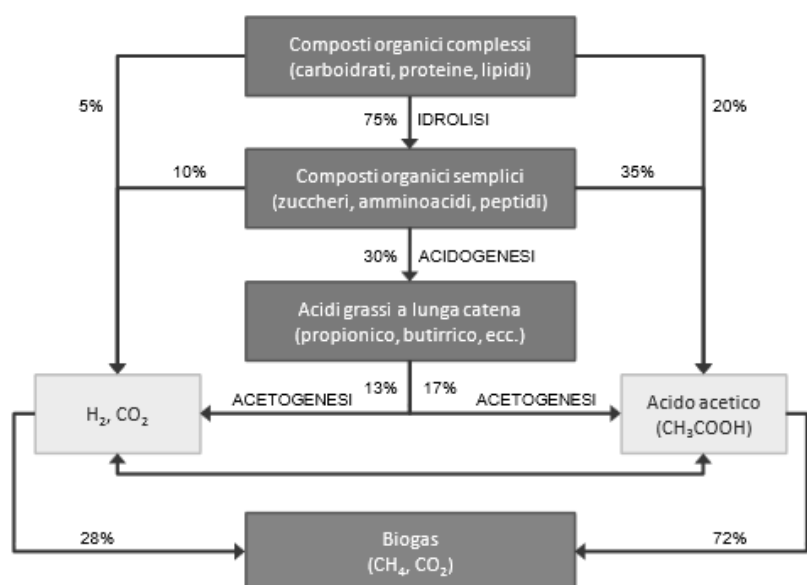 Composti organici complessi
(carboidrati, proteine, lipidi)
5%
75% IDROLISI
20%
10%
Composti organici semplici
(zuccheri, amminoacidi, peptidi)
35%
30% ACIDOGENESI
Acidi grassi a lunga catena
(propionico, butirrico, ecc.)
13% 17%
ACETOGENESI ACETOGENESI
H₂, CO₂
Acido acetico
(CH₃COOH)
28%
Biogas
(CH₄, CO₂)
72%